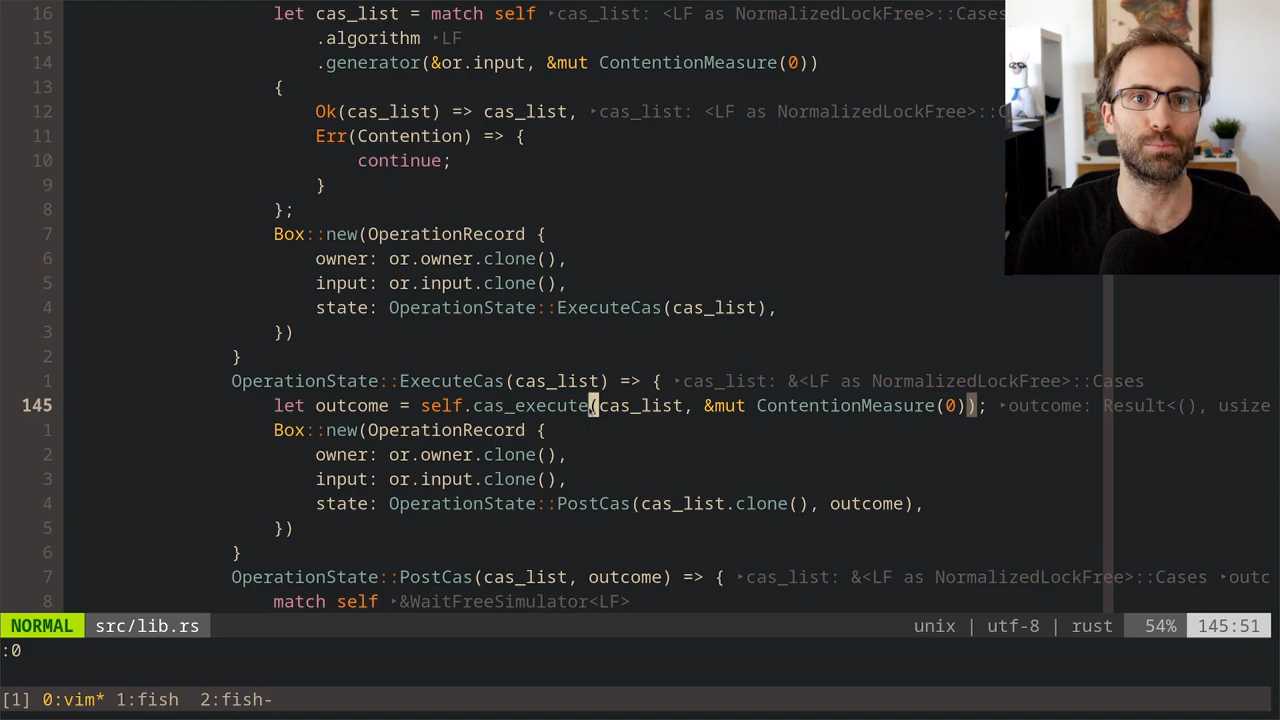 16 let cas_list = match self ‣cas_list: <LF as NormalizedLockFree>::Cases
15 .algorithm ‣LF
14 .generator(&or.input, &mut ContentionMeasure(0))
13 {
12 Ok(cas_list) => cas_list, ‣cas_list: <LF as NormalizedLockFree>::C
11 Err(Contention) => {
10 continue;
9 }
8 };
7 Box::new(OperationRecord {
6 owner: or.owner.clone(),
5 input: or.input.clone(),
4 state: OperationState::ExecuteCas(cas_list),
3 })
2 }
1 OperationState::ExecuteCas(cas_list) => { ‣cas_list: &<LF as NormalizedLockFree>::Cases
145 let outcome = self.cas_execute(cas_list, &mut ContentionMeasure(0)); ‣outcome: Result<(), usize
1 Box::new(OperationRecord {
2 owner: or.owner.clone(),
3 input: or.input.clone(),
4 state: OperationState::PostCas(cas_list.clone(), outcome),
5 })
6 }
7 OperationState::PostCas(cas_list, outcome) => { ‣cas_list: &<LF as NormalizedLockFree>::Cases ‣outc
8 match self ‣&WaitFreeSimulator<LF>
NORMAL src/lib.rs unix | utf-8 | rust 54% 145:51
:0
[1] 0:vim* 1:fish 2:fish-